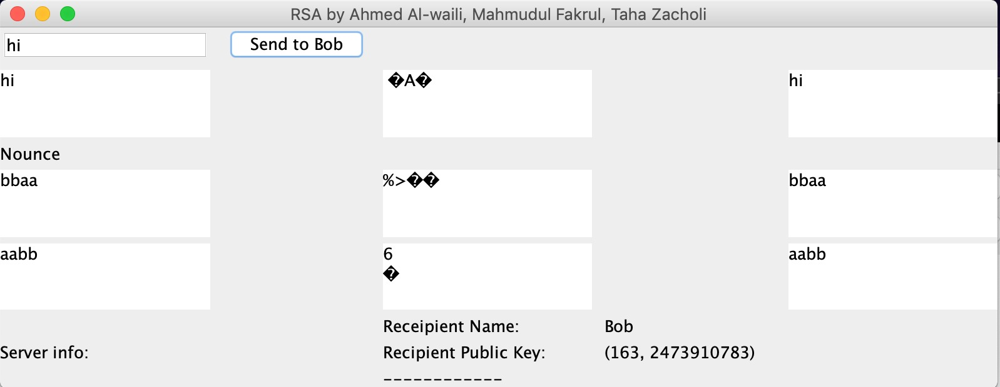 RSA by Ahmed Al-waili, Mahmudul Fakrul, Taha Zacholi
hi Send to Bob
hi �A� hi
Nounce
bbaa %>�� bbaa
aabb 6 aabb
�
Receipient Name: Bob
Server info: Recipient Public Key: (163, 2473910783)
------------